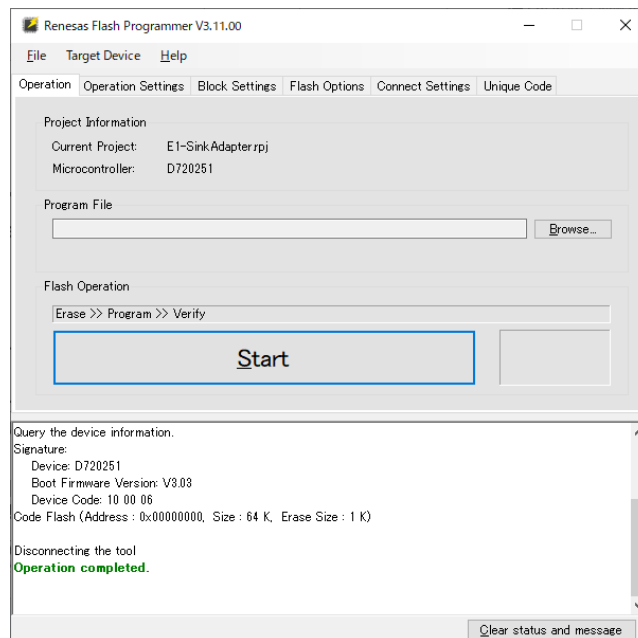 Renesas Flash Programmer V3.11.00
File Target Device Help
Operation Operation Settings Block Settings Flash Options Connect Settings Unique Code
Project Information
Current Project: E1-SinkAdapter.rpj
Microcontroller: D720251
Program File
Browse...
Flash Operation
Erase >> Program >> Verify
Start
Query the device information.
Signature:
Device: D720251
Boot Firmware Version: V3.03
Device Code: 10 00 06
Code Flash (Address : 0x00000000, Size : 64 K, Erase Size : 1 K)
Disconnecting the tool
Operation completed.
Clear status and message